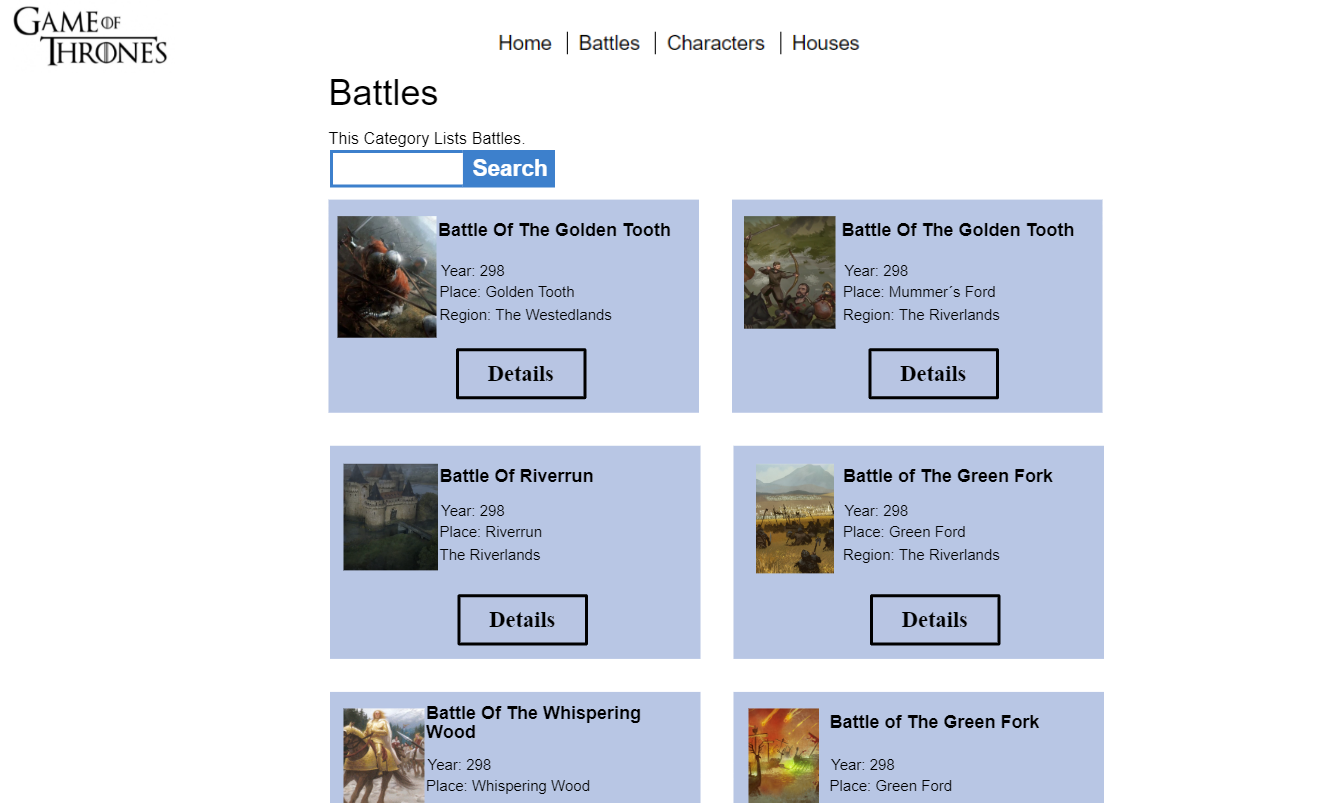 GAME OF
THRONES
Home
Battles
Characters
Houses
Battles
This Category Lists Battles.
Search
Battle Of The Golden Tooth
Year: 298
Place: Golden Tooth
Region: The Westedlands
Details
Battle Of The Golden Tooth
Year: 298
Place: Mummer´s Ford
Region: The Riverlands
Details
Battle Of Riverrun
Year: 298
Place: Riverrun
The Riverlands
Details
Battle of The Green Fork
Year: 298
Place: Green Ford
Region: The Riverlands
Details
Battle Of The Whispering
Wood
Year: 298
Place: Whispering Wood
Battle of The Green Fork
Year: 298
Place: Green Ford